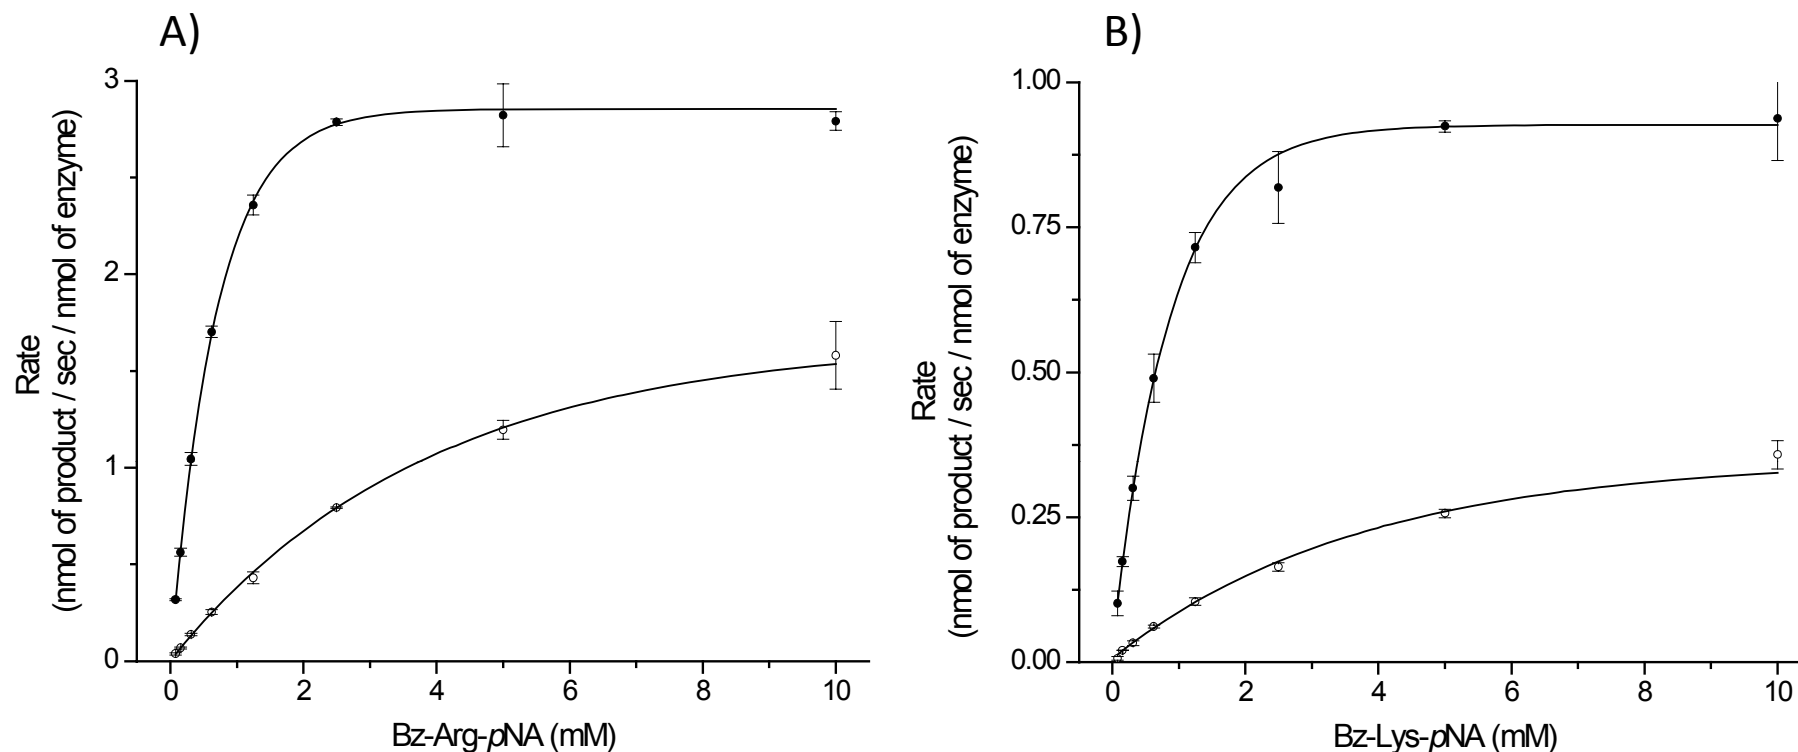 A)
3
2
1
0
Rate
(nmol of product / sec / nmol of enzyme)
0 2 4 6 8 10
Bz-Arg-pNA (mM)
B)
1.00
0.75
0.50
0.25
0.00
Rate
(nmol of product / sec / nmol of enzyme)
0 2 4 6 8 10
Bz-Lys-pNA (mM)